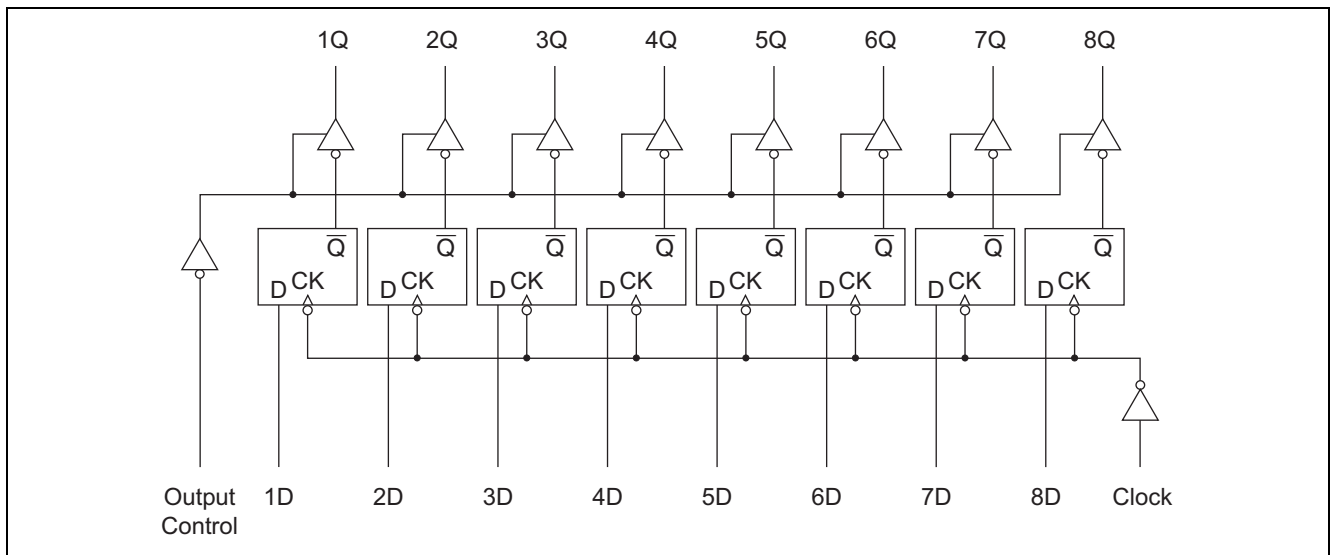 1Q 2Q 3Q 4Q 5Q 6Q 7Q 8Q
Q̅ Q̅ Q̅ Q̅ Q̅ Q̅ Q̅ Q̅
D CK D CK D CK D CK D CK D CK D CK D CK
Output Control 1D 2D 3D 4D 5D 6D 7D 8D Clock